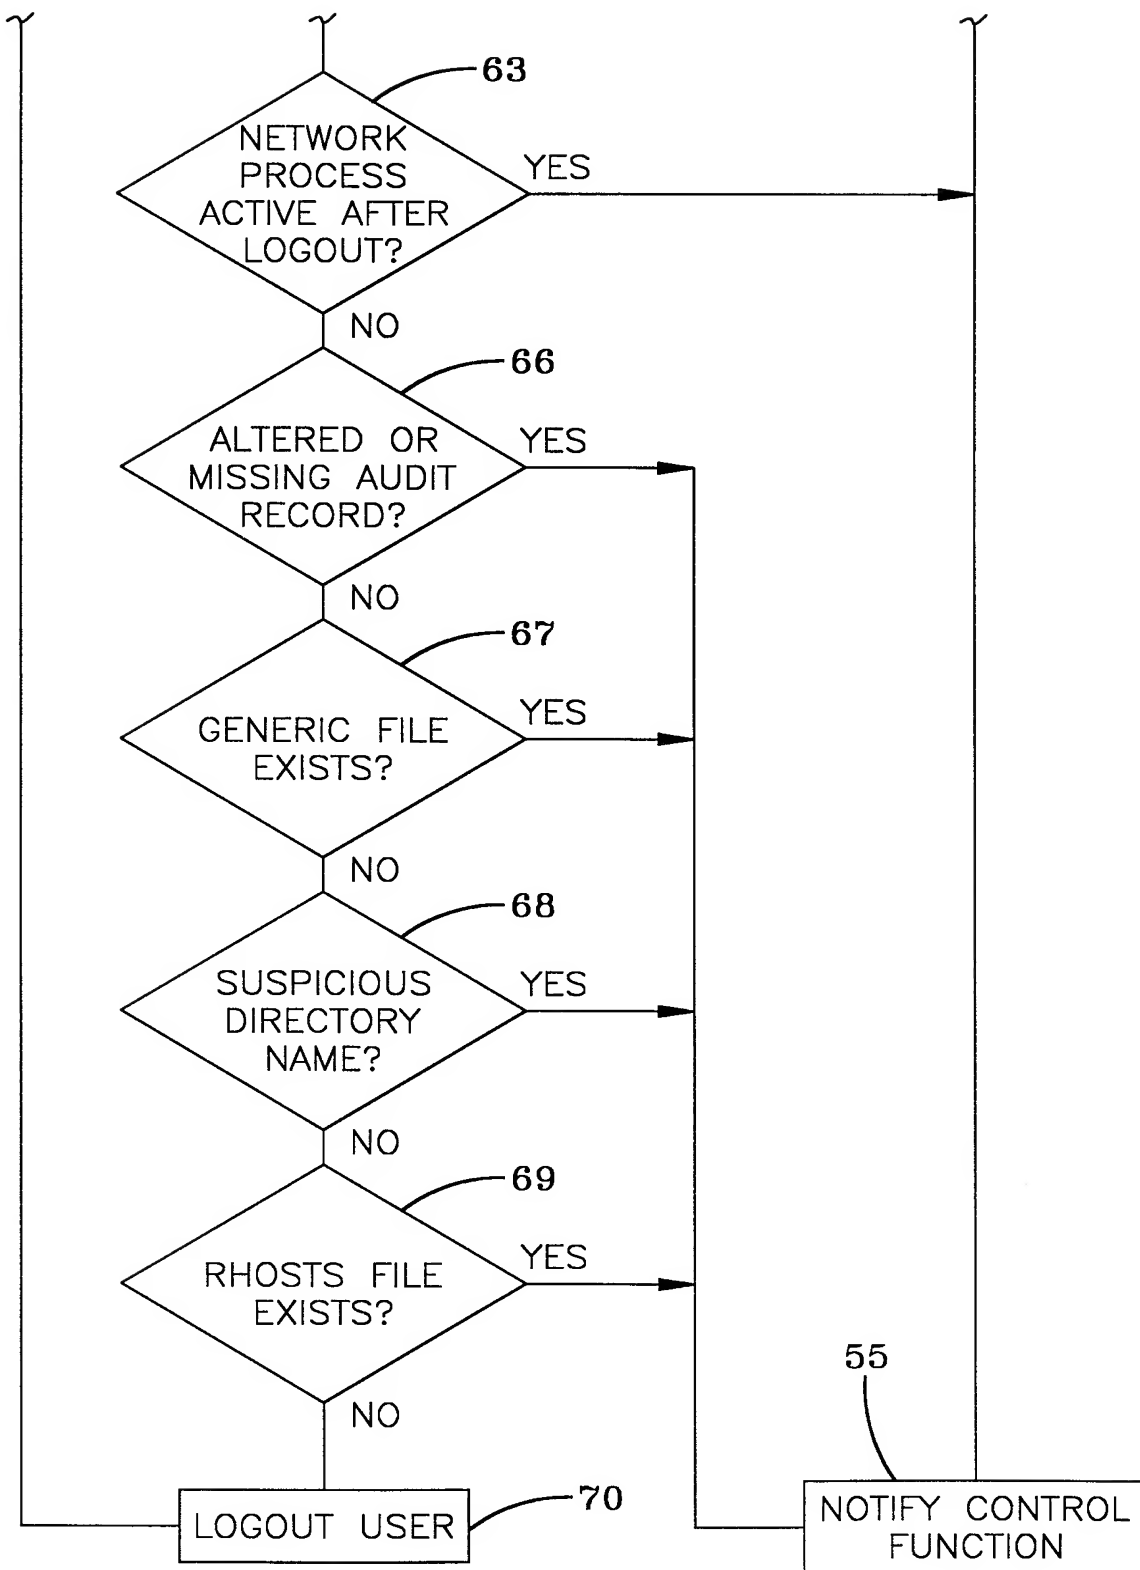 63
NETWORK
PROCESS
ACTIVE AFTER
LOGOUT?
YES
NO
66
ALTERED OR
MISSING AUDIT
RECORD?
YES
NO
67
GENERIC FILE
EXISTS?
YES
NO
68
SUSPICIOUS
DIRECTORY
NAME?
YES
NO
69
RHOSTS FILE
EXISTS?
YES
NO
55
70
LOGOUT USER
NOTIFY CONTROL
FUNCTION